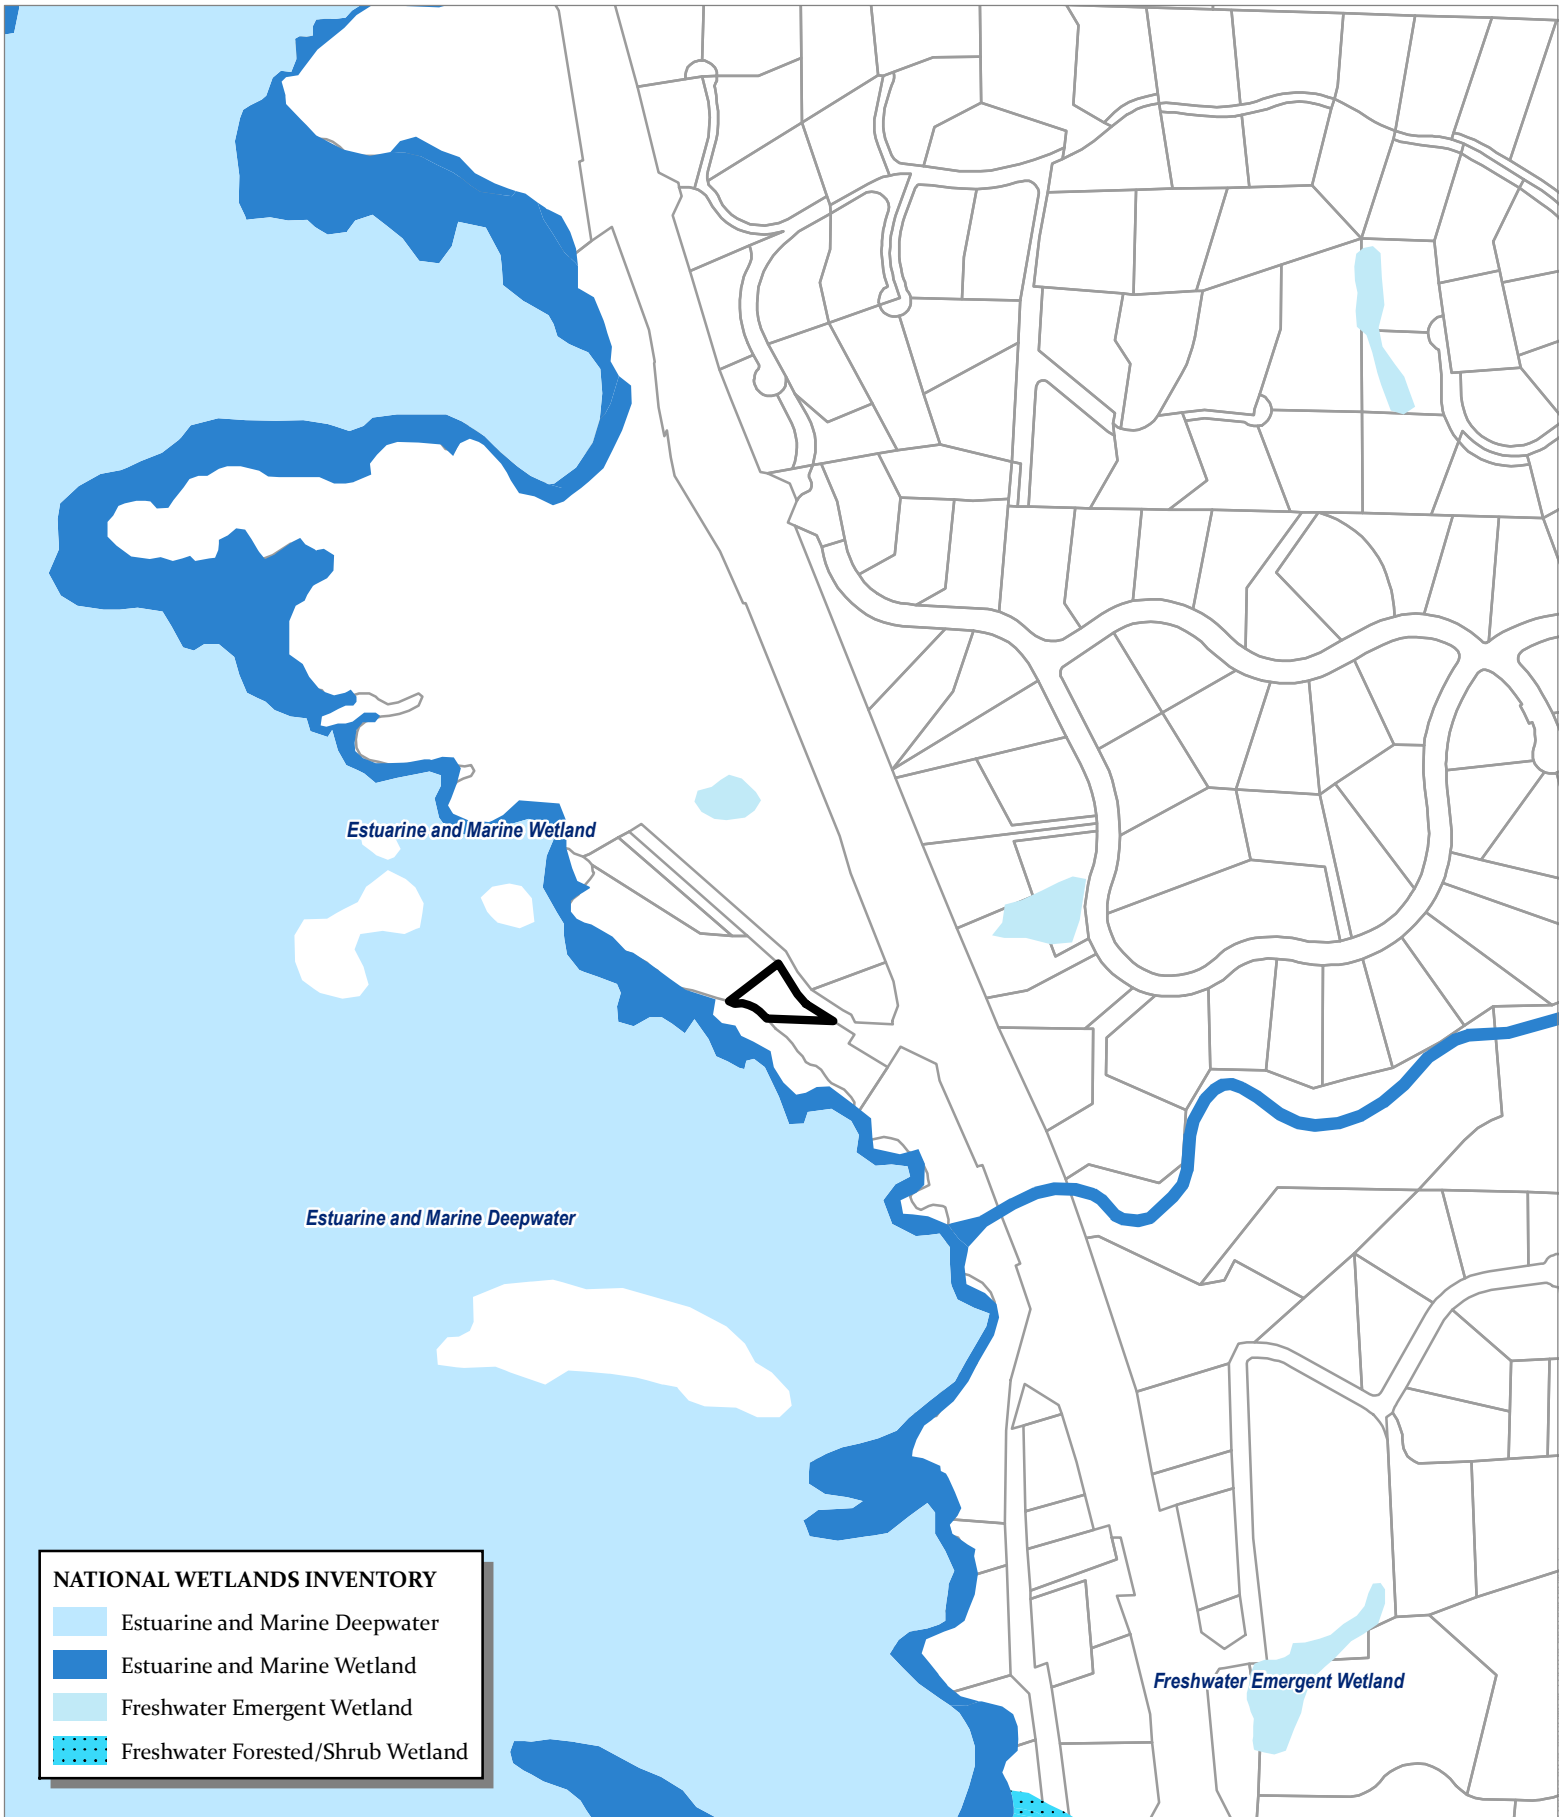 Estuarine and Marine Wetland
Estuarine and Marine Deepwater
NATIONAL WETLANDS INVENTORY
Estuarine and Marine Deepwater
Estuarine and Marine Wetland
Freshwater Emergent Wetland
Freshwater Forested/Shrub Wetland
Freshwater Emergent Wetland